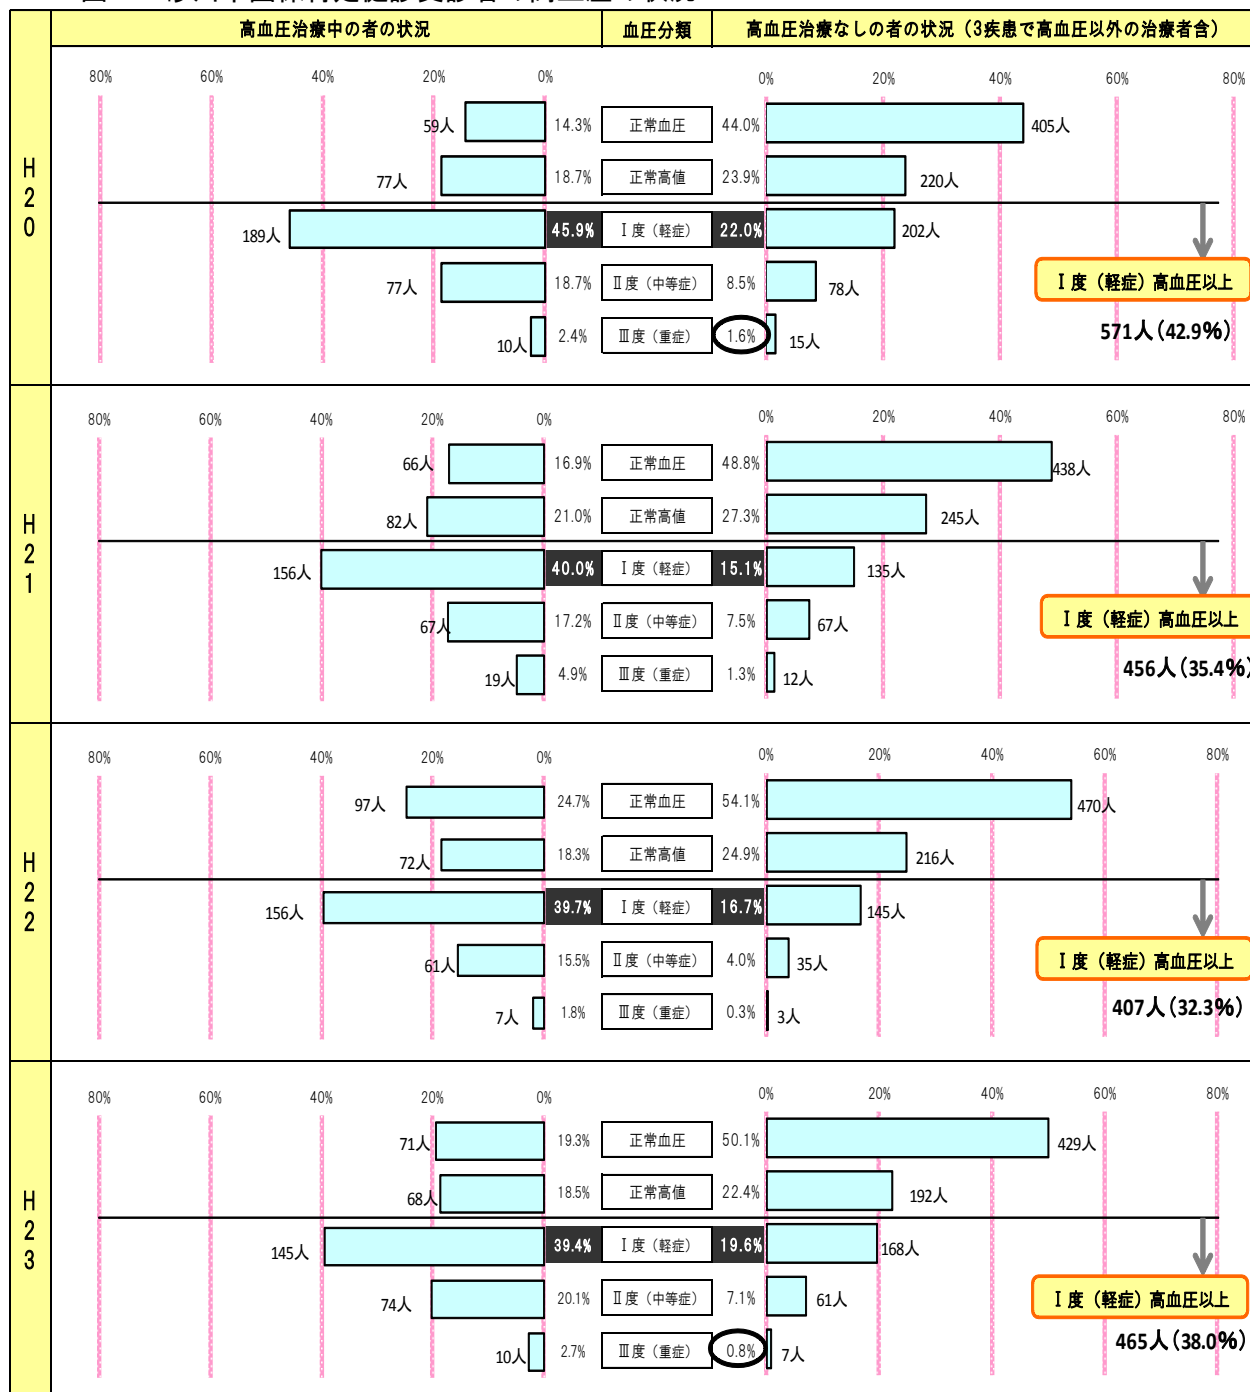 高血圧治療中の者の状況 血圧分類 高血圧治療なしの者の状況（3疾患で高血圧以外の治療者含）
H20
80% 60% 40% 20% 0% 0% 20% 40% 60% 80%
59人 14.3% 正常血圧 44.0% 405人
77人 18.7% 正常高値 23.9% 220人
189人 45.9% Ⅰ度（軽症） 22.0% 202人
77人 18.7% Ⅱ度（中等症） 8.5% 78人
Ⅰ度（軽症）高血圧以上
10人 2.4% Ⅲ度（重症） 1.6% 15人
571人(42.9%)
H21
80% 60% 40% 20% 0% 0% 20% 40% 60% 80%
66人 16.9% 正常血圧 48.8% 438人
82人 21.0% 正常高値 27.3% 245人
156人 40.0% Ⅰ度（軽症） 15.1% 135人
67人 17.2% Ⅱ度（中等症） 7.5% 67人
Ⅰ度（軽症）高血圧以上
19人 4.9% Ⅲ度（重症） 1.3% 12人
456人(35.4%)
H22
80% 60% 40% 20% 0% 0% 20% 40% 60% 80%
97人 24.7% 正常血圧 54.1% 470人
72人 18.3% 正常高値 24.9% 216人
156人 39.7% Ⅰ度（軽症） 16.7% 145人
61人 15.5% Ⅱ度（中等症） 4.0% 35人
Ⅰ度（軽症）高血圧以上
7人 1.8% Ⅲ度（重症） 0.3% 3人
407人(32.3%)
H23
80% 60% 40% 20% 0% 0% 20% 40% 60% 80%
71人 19.3% 正常血圧 50.1% 429人
68人 18.5% 正常高値 22.4% 192人
145人 39.4% Ⅰ度（軽症） 19.6% 168人
74人 20.1% Ⅱ度（中等症） 7.1% 61人
Ⅰ度（軽症）高血圧以上
10人 2.7% Ⅲ度（重症） 0.8% 7人
465人(38.0%)